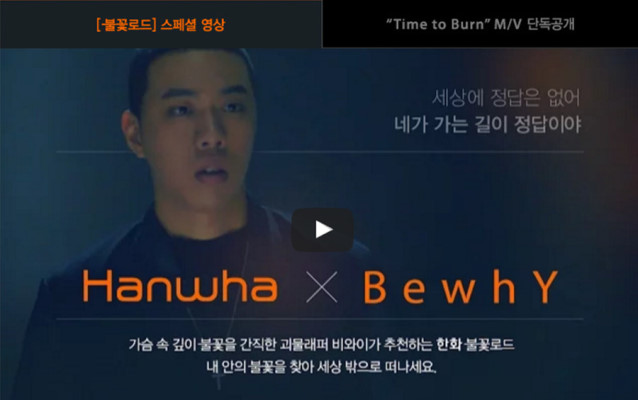 [불꽃로드] 스페셜 영상
“Time to Burn” M/V 단독공개
세상에 정답은 없어
네가 가는 길이 정답이야
Hanwha × BewhY
가슴 속 깊이 불꽃을 간직한 괴물래퍼 비와이가 추천하는 한화 불꽃로드
내 안의 불꽃을 찾아 세상 밖으로 떠나세요.